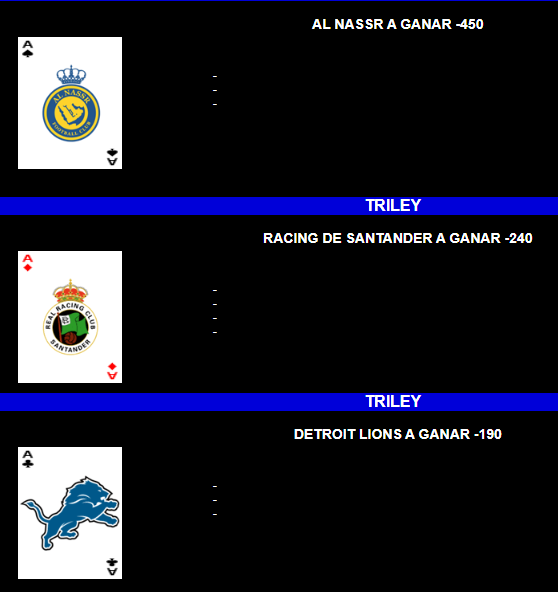 AL NASSR A GANAR -450
A
AL NASSR
FOOTBALL CLUB
-
-
-
A
TRILEY
RACING DE SANTANDER A GANAR -240
A
REAL RACING CLUB
SANTANDER
-
-
-
-
A
TRILEY
DETROIT LIONS A GANAR -190
A
-
-
-
A